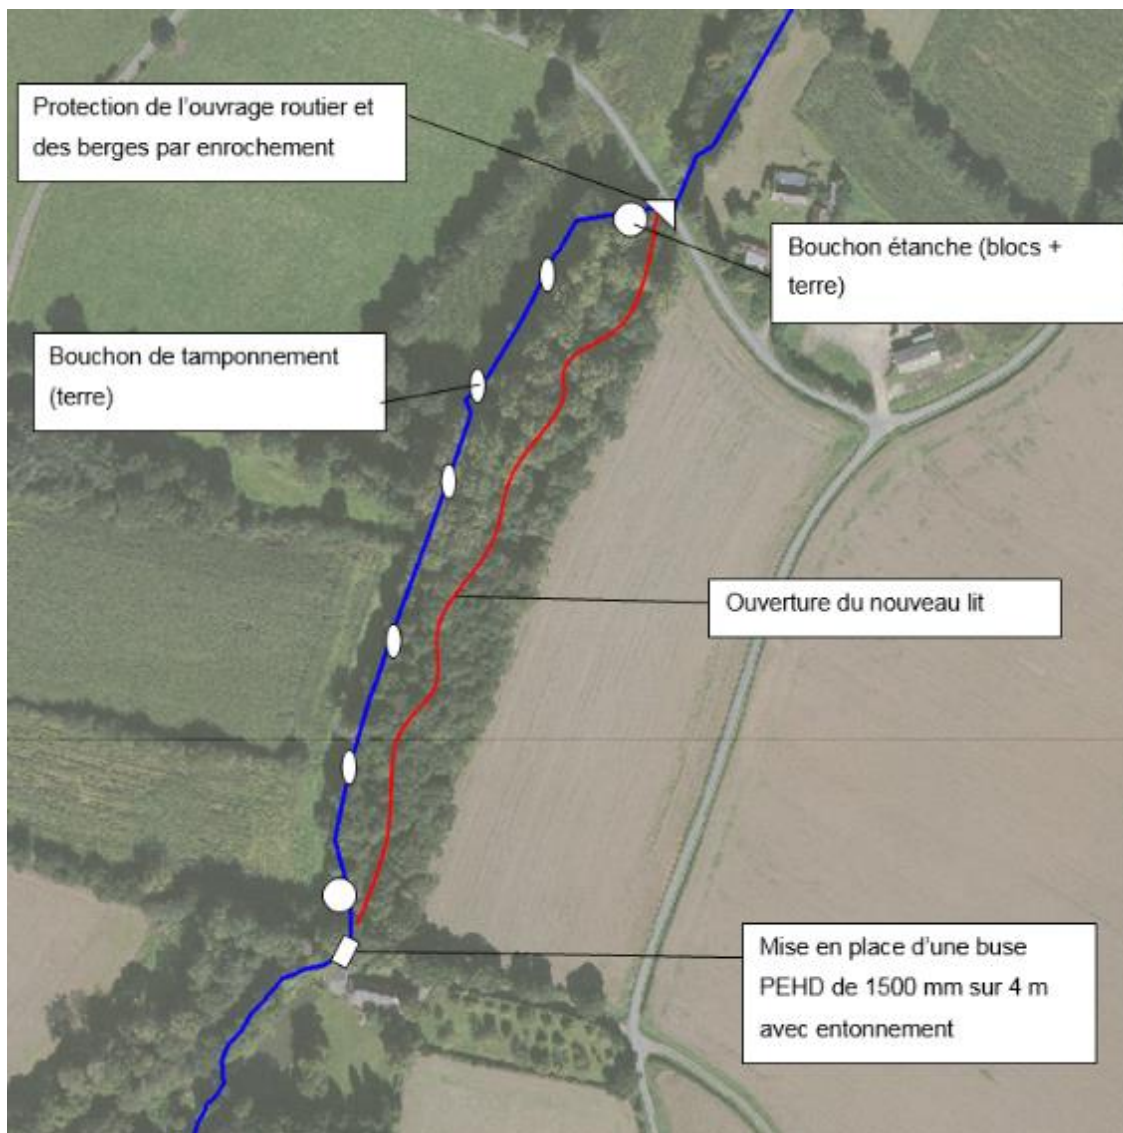 Protection de l'ouvrage routier et
des berges par enrochement
Bouchon étanche (blocs +
terre)
Bouchon de tamponnement
(terre)
Ouverture du nouveau lit
Mise en place d'une buse
PEHD de 1500 mm sur 4 m
avec entonnement